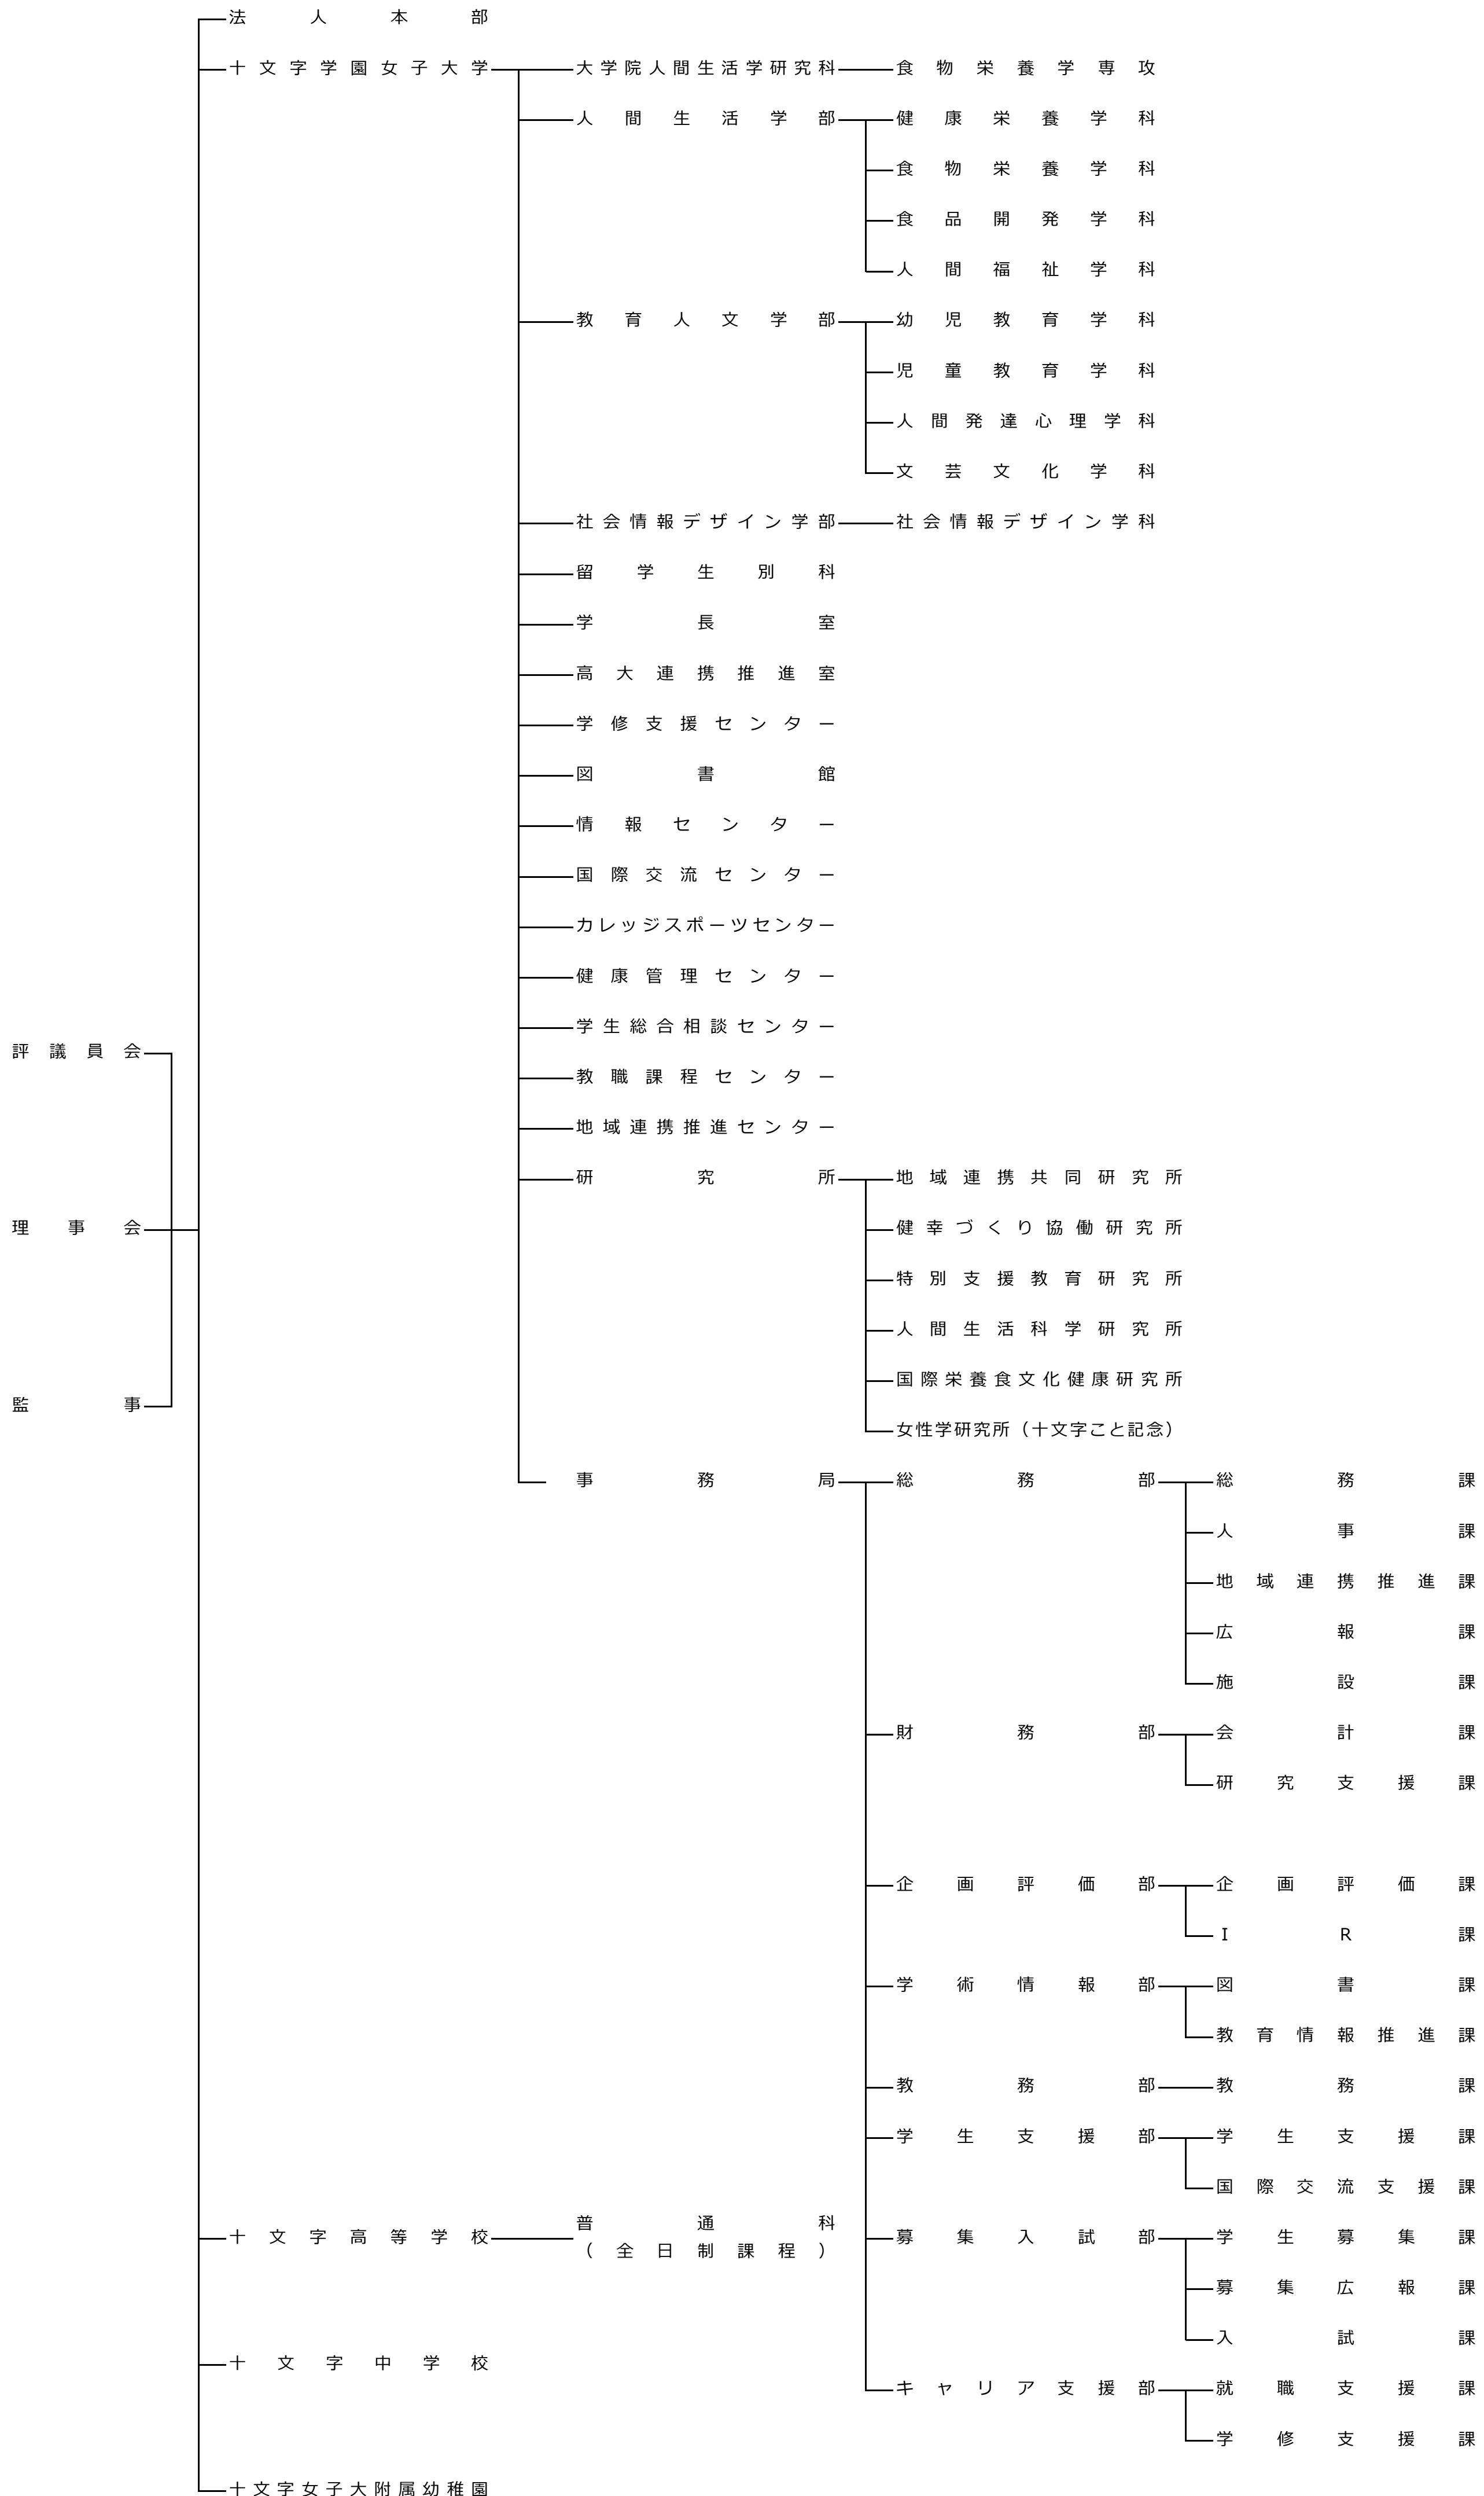 法人本部
十文字学園女子大学 大学院人間生活学研究科 食物栄養学専攻
人間生活学部 健康栄養学科
食物栄養学科
食品開発学科
人間福祉学科
教育人文学部 幼児教育学科
児童教育学科
人間発達心理学科
文芸文化学科
社会情報デザイン学部 社会情報デザイン学科
留学生別科
学長室
高大連携推進室
学修支援センター
図書館
情報センター
国際交流センター
カレッジスポーツセンター
健康管理センター
学生総合相談センター
評議員会
教職課程センター
地域連携推進センター
研究所 地域連携共同研究所
理事会 健幸づくり協働研究所
特別支援教育研究所
人間生活科学研究所
国際栄養食文化健康研究所
監事
女性学研究所（十文字こと記念）
事務局 総務部 総務課
人事課
地域連携推進課
広報課
施設課
財務部 会計課
研究支援課
企画評価部 企画評価課
IR課
学術情報部 図書課
教育情報推進課
教務部 教務課
学生支援部 学生支援課
国際交流支援課
十文字高等学校 普通科 募集入試部 学生募集課
（全日制課程）
募集広報課
入試課
十文字中学校
キャリア支援部 就職支援課
学修支援課
十文字女子大附属幼稚園